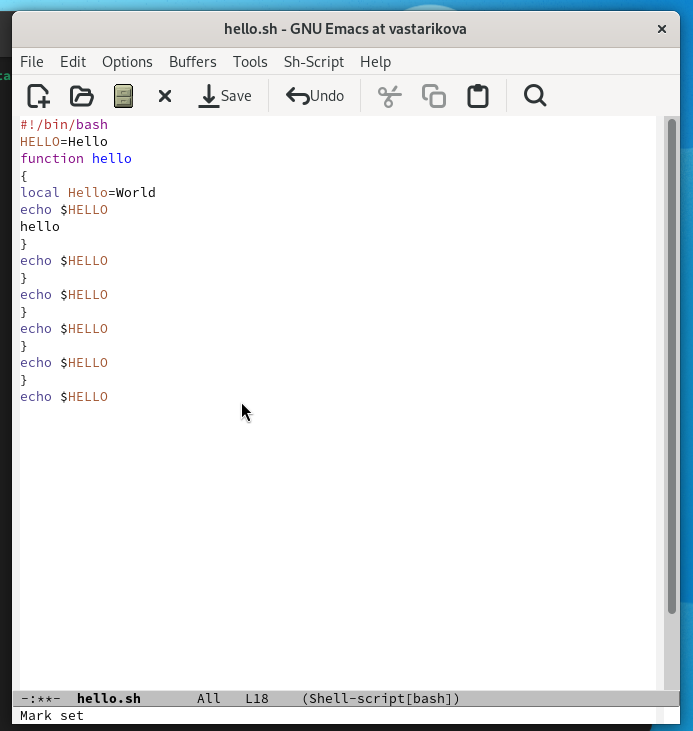 hello.sh - GNU Emacs at vastarikova ×
File Edit Options Buffers Tools Sh-Script Help
Save Undo
ta
#!/bin/bash
HELLO=Hello
function hello
{
local Hello=World
echo $HELLO
hello
}
echo $HELLO
}
echo $HELLO
}
echo $HELLO
}
echo $HELLO
}
echo $HELLO
-:**- hello.sh All L18 (Shell-script[bash])
Mark set